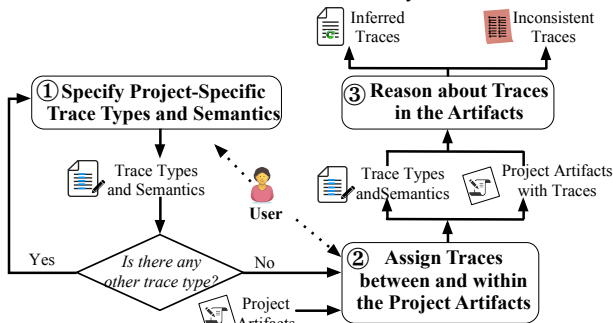 Inferred
Traces
Inconsistent
Traces
① Specify Project-Specific
Trace Types and Semantics
③ Reason about Traces
in the Artifacts
Trace Types
and Semantics
Trace Types
andSemantics
Project Artifacts
with Traces
User
Yes
Is there any
other trace type?
No
② Assign Traces
between and within
the Project Artifacts
Project
Artifacts